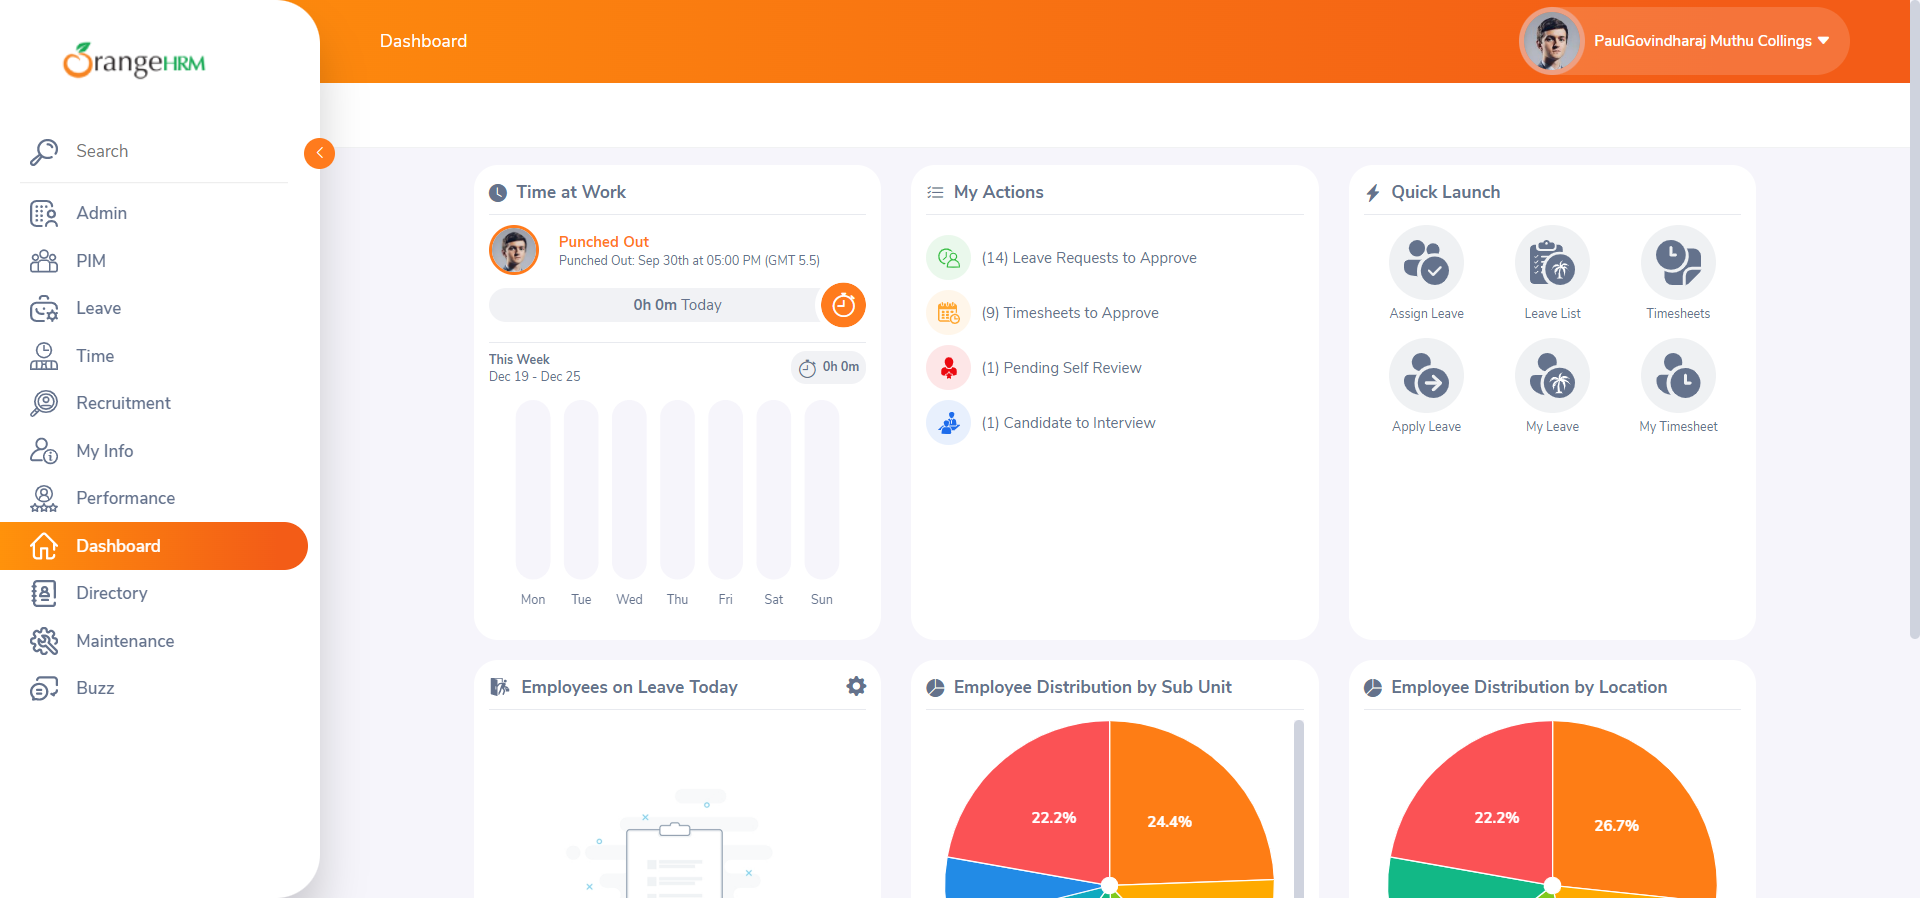 OrangeHRM
Search
Admin
PIM
Leave
Time
Recruitment
My Info
Performance
Dashboard
Directory
Maintenance
Buzz
Dashboard
PaulGovindharaj Muthu Collings
Time at Work
Punched Out
Punched Out: Sep 30th at 05:00 PM (GMT 5.5)
0h 0m Today
This Week
Dec 19 - Dec 25
0h 0m
Mon Tue Wed Thu Fri Sat Sun
My Actions
(14) Leave Requests to Approve
(9) Timesheets to Approve
(1) Pending Self Review
(1) Candidate to Interview
Quick Launch
Assign Leave Leave List Timesheets
Apply Leave My Leave My Timesheet
Employees on Leave Today
Employee Distribution by Sub Unit
22.2% 24.4%
Employee Distribution by Location
22.2% 26.7%